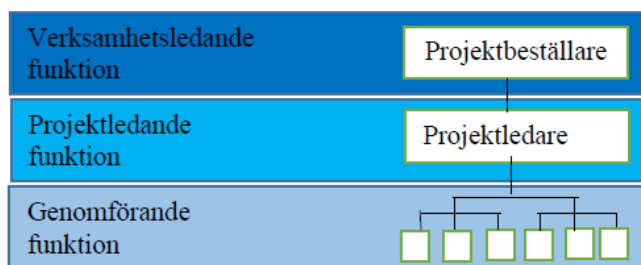 Verksamhetsledande
funktion
Projektbeställare
Projektledande
funktion
Projektledare
Genomförande
funktion